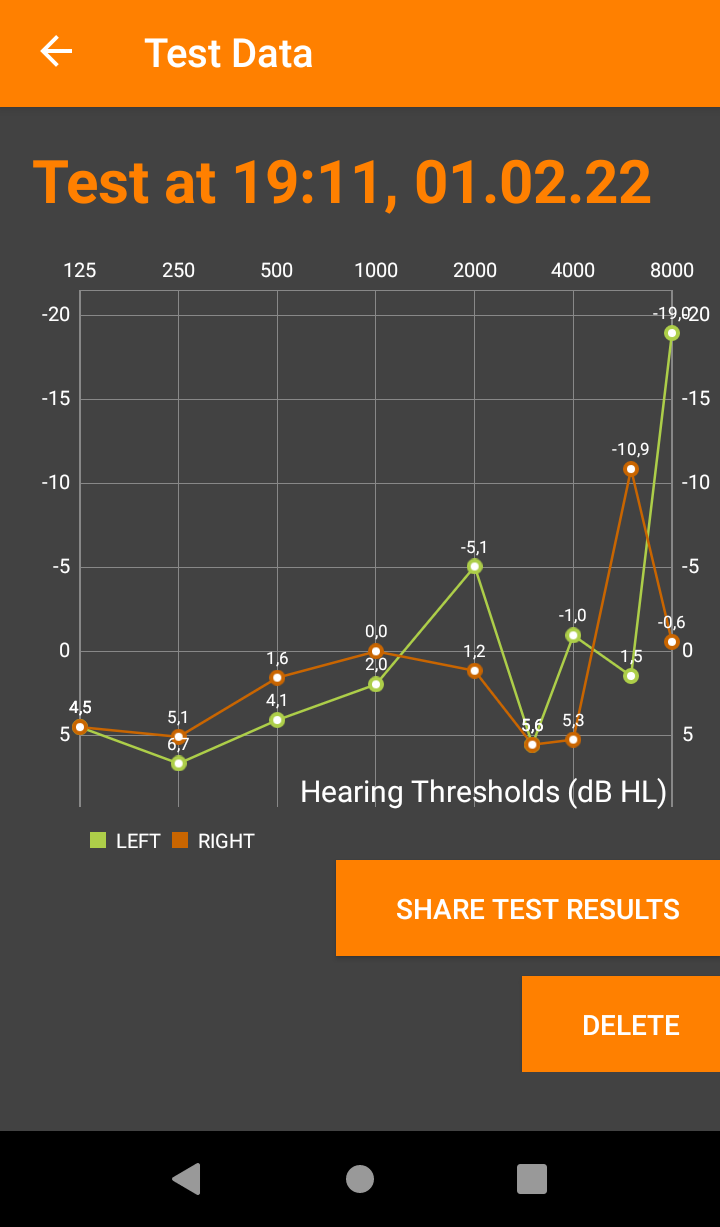 Test Data
Test at 19:11, 01.02.22
125 250 500 1000 2000 4000 8000
-20 -19,0 -20
-15 -15
-10,9
-10 -10
-5,1
-5 -5
-1,0 -0,6
0,0
0 1,6 1,2 1,5 0
2,0
4,5 5,1 4,1 5,6 5,3
5 6,7 5
Hearing Thresholds (dB HL)
LEFT RIGHT
SHARE TEST RESULTS
DELETE